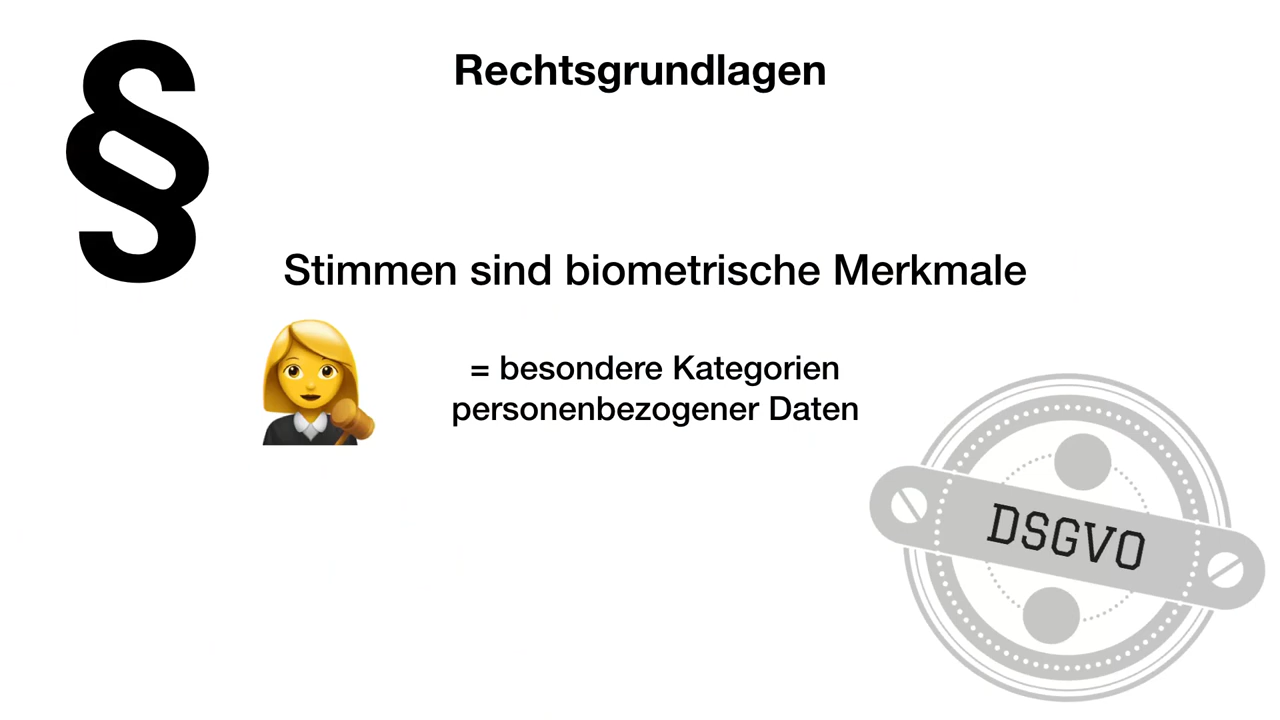 §
Rechtsgrundlagen
Stimmen sind biometrische Merkmale
= besondere Kategorien
personenbezogener Daten
DSGVO